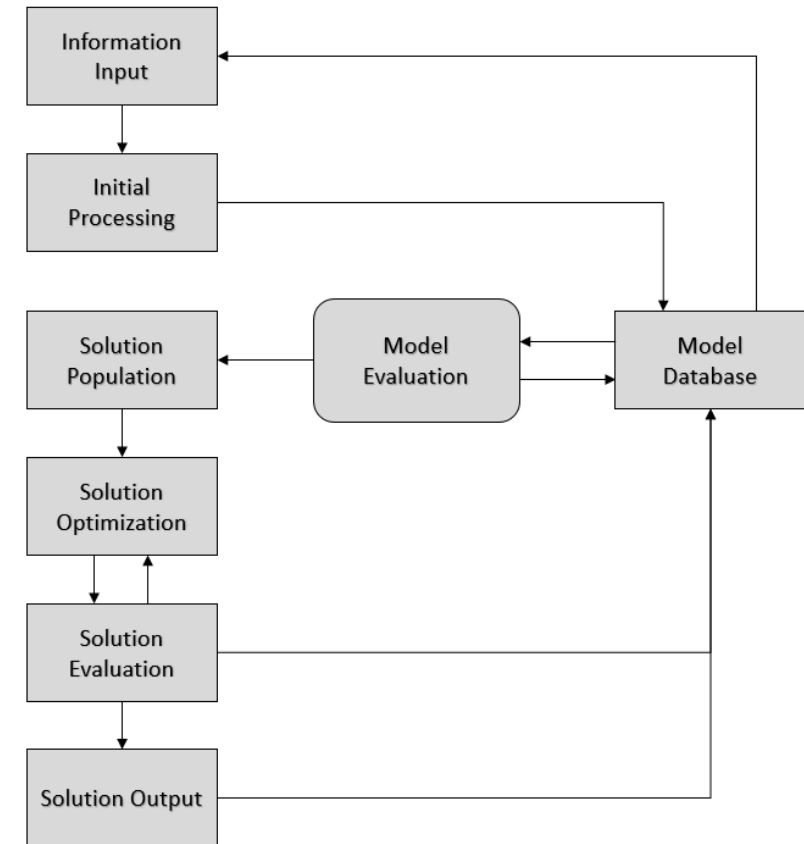 Information
Input
Initial
Processing
Solution
Population
Model
Evaluation
Model
Database
Solution
Optimization
Solution
Evaluation
Solution Output